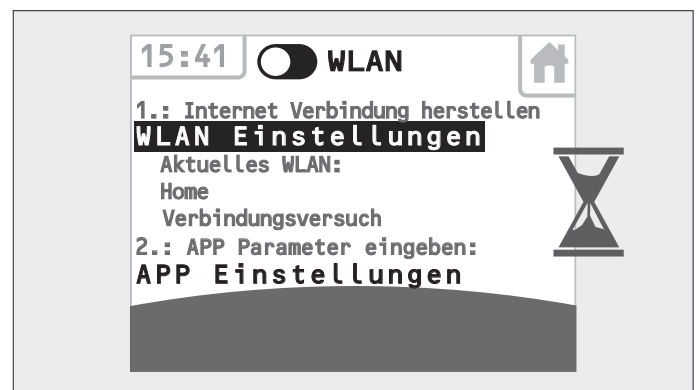 15:41 WLAN
1.: Internet Verbindung herstellen
WLAN Einstellungen
Aktuelles WLAN:
Home
Verbindungsversuch
2.: APP Parameter eingeben:
APP Einstellungen